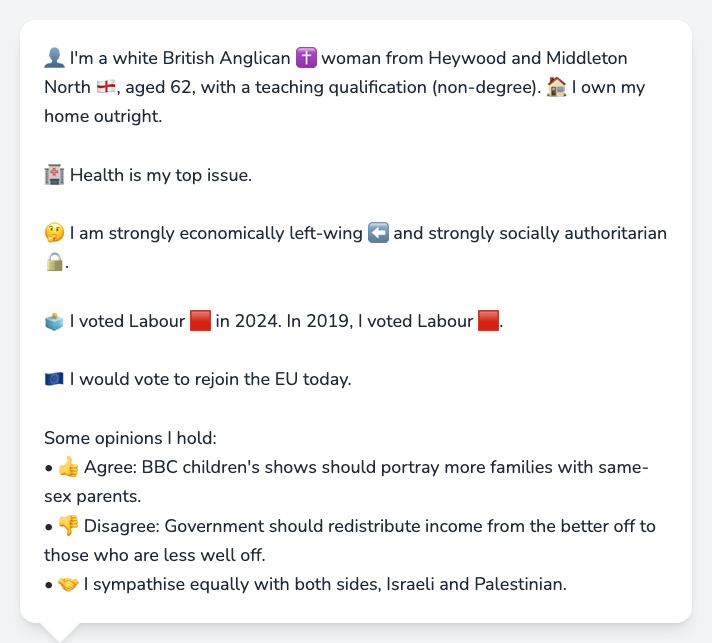 👤 I'm a white British Anglican ✝️ woman from Heywood and Middleton
North 🏴󠁧󠁢󠁥󠁮󠁧󠁿, aged 62, with a teaching qualification (non-degree). 🏠 I own my
home outright.
🏥 Health is my top issue.
🤔 I am strongly economically left-wing ⬅️ and strongly socially authoritarian
🔒.
🗳️ I voted Labour 🟥 in 2024. In 2019, I voted Labour 🟥.
🇪🇺 I would vote to rejoin the EU today.
Some opinions I hold:
• 👍 Agree: BBC children's shows should portray more families with same-
sex parents.
• 👎 Disagree: Government should redistribute income from the better off to
those who are less well off.
• 🤝 I sympathise equally with both sides, Israeli and Palestinian.